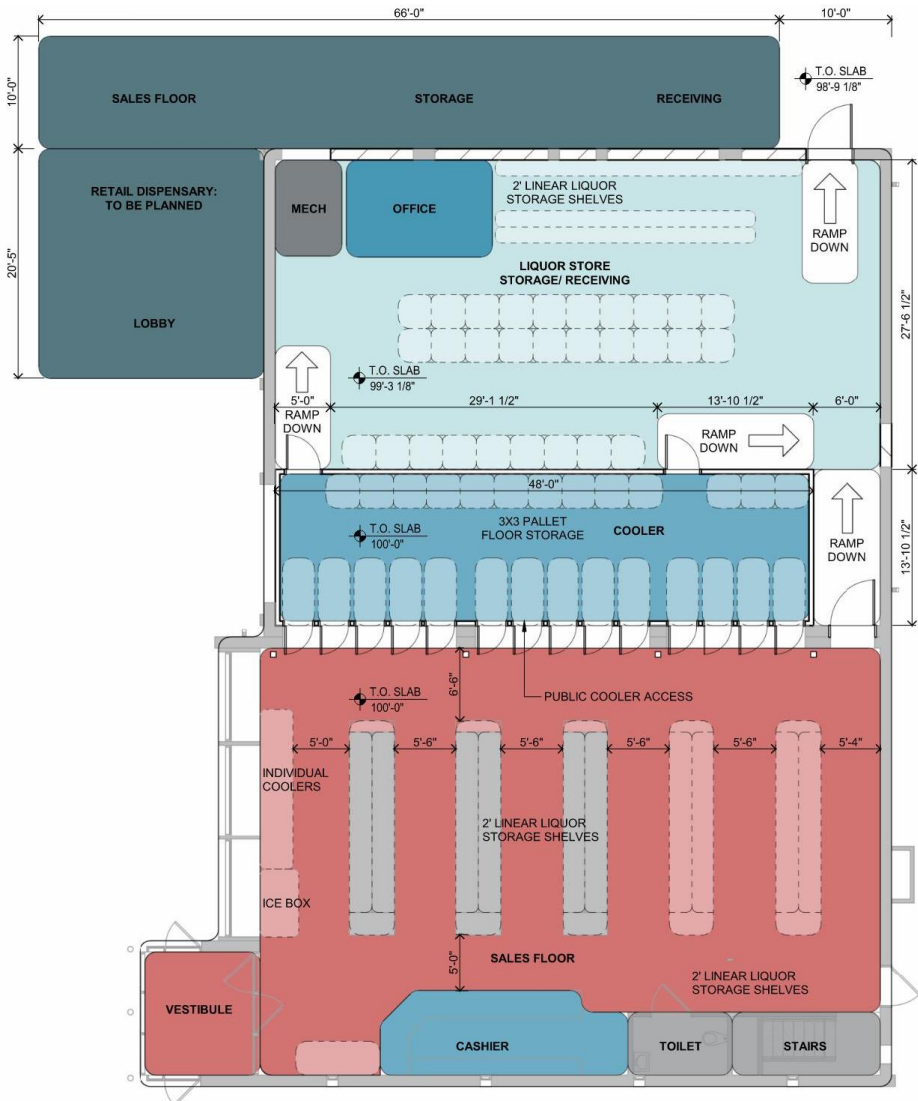 66'-0"
10'-0"
10'-0"
T.O. SLAB
98'-9 1/8"
SALES FLOOR
STORAGE
RECEIVING
RETAIL DISPENSARY:
TO BE PLANNED
20'-5"
LOBBY
MECH
OFFICE
2' LINEAR LIQUOR
STORAGE SHELVES
RAMP
DOWN
LIQUOR STORE
STORAGE/ RECEIVING
27'-6 1/2"
T.O. SLAB
99'-3 1/8"
5'-0"
29'-1 1/2"
13'-10 1/2"
6'-0"
RAMP
DOWN
RAMP
DOWN
48'-0"
3X3 PALLET
FLOOR STORAGE
COOLER
T.O. SLAB
100'-0"
RAMP
DOWN
13'-10 1/2"
T.O. SLAB
100'-0"
6'-6"
PUBLIC COOLER ACCESS
5'-0"
5'-6"
5'-6"
5'-6"
5'-6"
5'-4"
INDIVIDUAL
COOLERS
2' LINEAR LIQUOR
STORAGE SHELVES
ICE BOX
5'-0"
SALES FLOOR
2' LINEAR LIQUOR
STORAGE SHELVES
VESTIBULE
CASHIER
TOILET
STAIRS